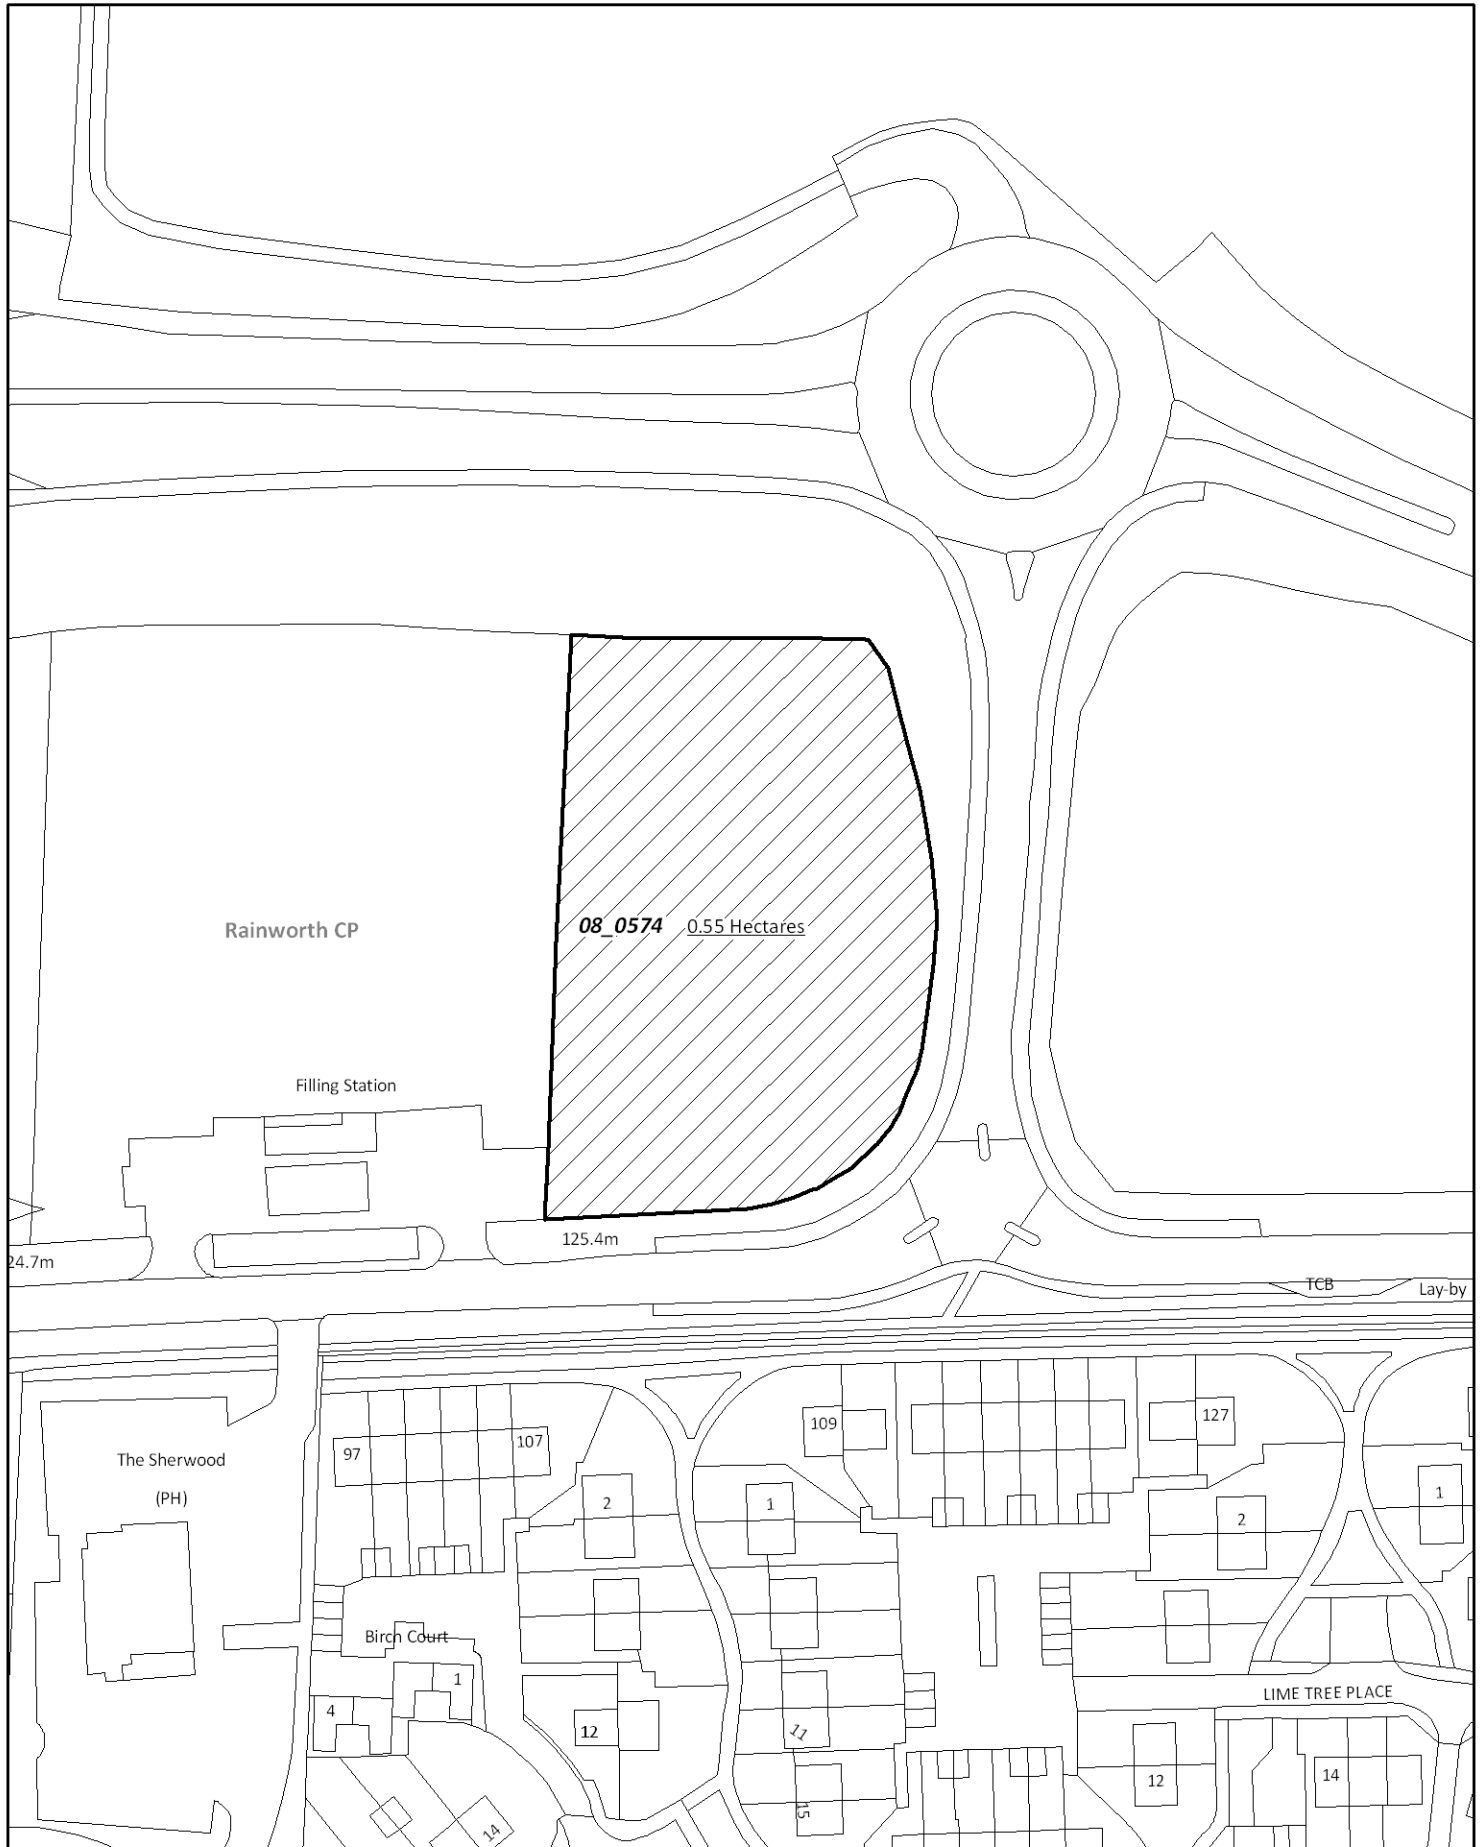 08_0574 0.55 Hectares
Rainworth CP
Filling Station
125.4m
24.7m
TCB
Lay-by
109
127
107
97
The Sherwood
(PH)
2
1
2
1
Birch Court
1
4
12
11
LIME TREE PLACE
12
14
15
14